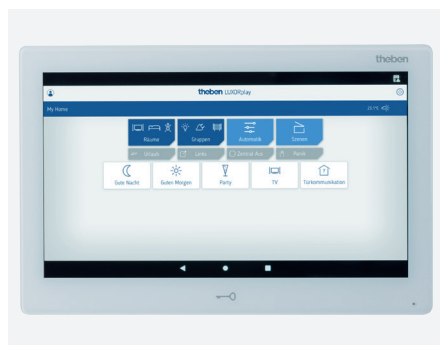 theben
theben LUXORplay
My Home
Räume Gruppen Automatik Szenen
Urlaub Links Zentral Aus Panik
Gute Nacht Guten Morgen Party TV Türkommunikation